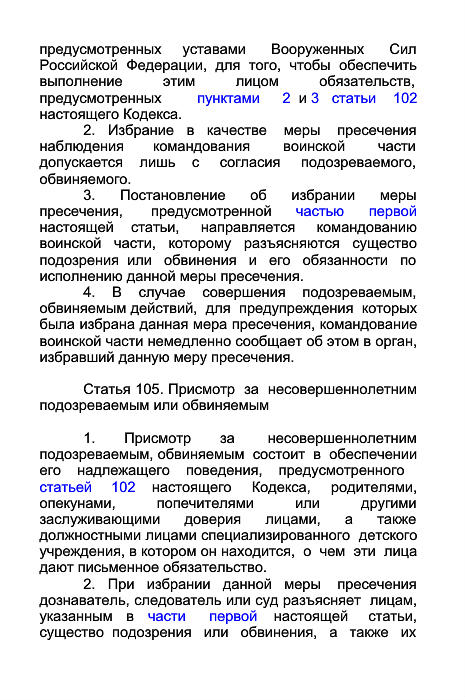 предусмотренных уставами Вооруженных Сил
Российской Федерации, для того, чтобы обеспечить
выполнение этим лицом обязательств,
предусмотренных пунктами 2 и 3 статьи 102
настоящего Кодекса.
2. Избрание в качестве меры пресечения
наблюдения командования воинской части
допускается лишь с согласия подозреваемого,
обвиняемого.
3. Постановление об избрании меры
пресечения, предусмотренной частью первой
настоящей статьи, направляется командованию
воинской части, которому разъясняются существо
подозрения или обвинения и его обязанности по
исполнению данной меры пресечения.
4. В случае совершения подозреваемым,
обвиняемым действий, для предупреждения которых
была избрана данная мера пресечения, командование
воинской части немедленно сообщает об этом в орган,
избравший данную меру пресечения.
Статья 105. Присмотр за несовершеннолетним
подозреваемым или обвиняемым
1. Присмотр за несовершеннолетним
подозреваемым, обвиняемым состоит в обеспечении
его надлежащего поведения, предусмотренного
статьей 102 настоящего Кодекса, родителями,
опекунами, попечителями или другими
заслуживающими доверия лицами, а также
должностными лицами специализированного детского
учреждения, в котором он находится, о чем эти лица
дают письменное обязательство.
2. При избрании данной меры пресечения
дознаватель, следователь или суд разъясняет лицам,
указанным в части первой настоящей статьи,
существо подозрения или обвинения, а также их